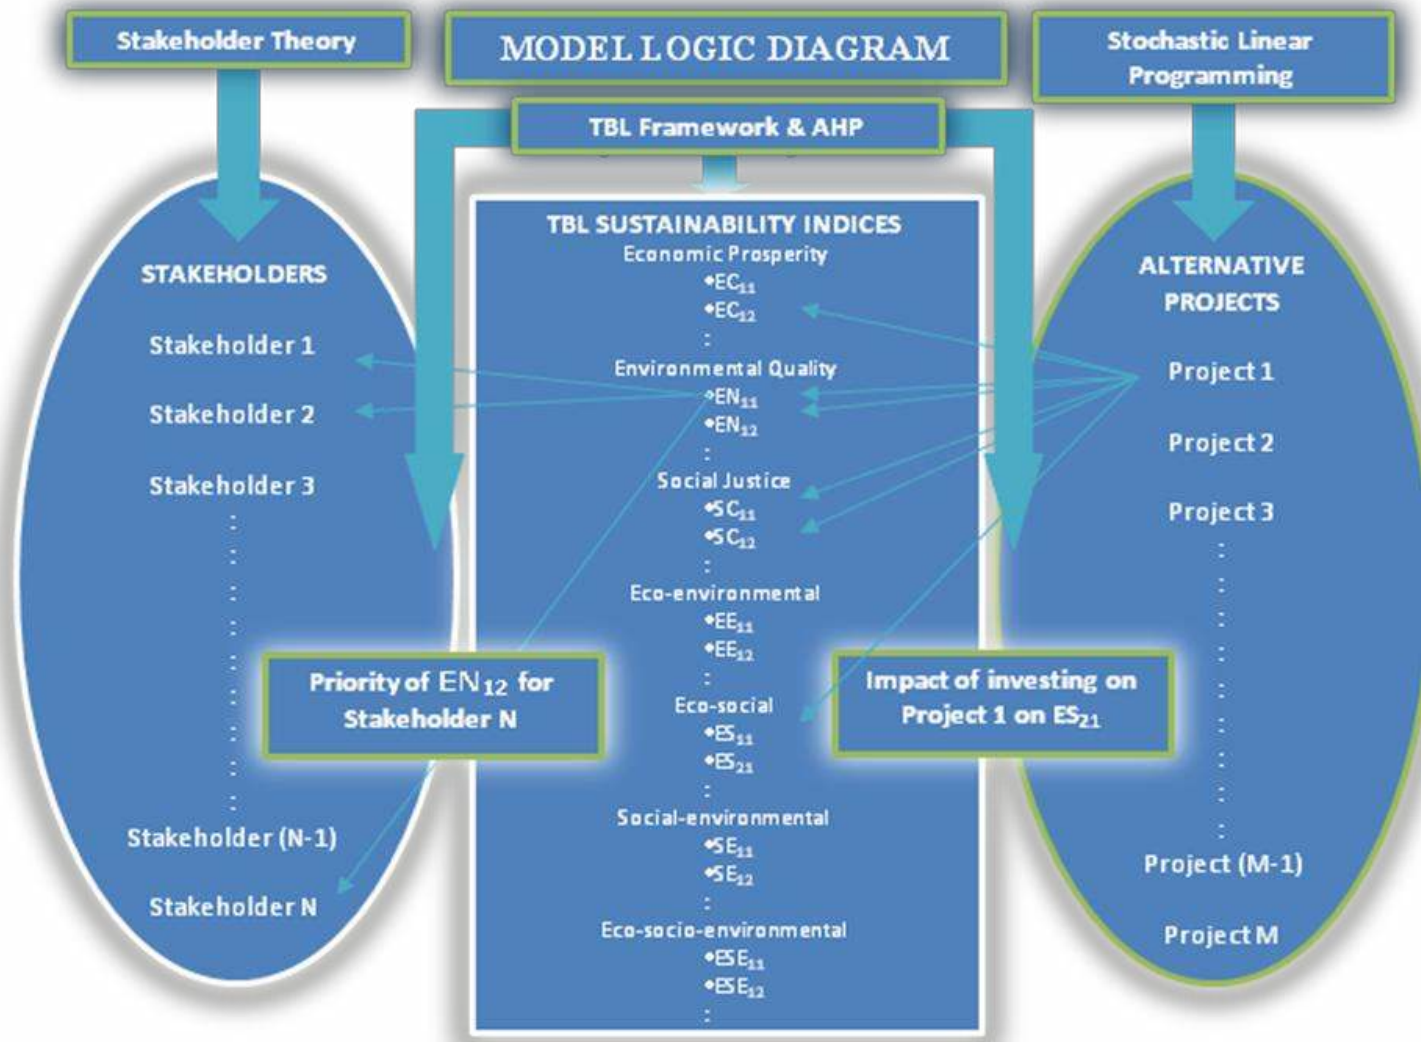 Stakeholder Theory
MODEL LOGIC DIAGRAM
Stochastic Linear
Programming
TBL Framework & AHP
STAKEHOLDERS
Stakeholder 1
Stakeholder 2
Stakeholder 3
:
:
:
:
:
:
:
:
:
Stakeholder (N-1)
Stakeholder N
TBL SUSTAINABILITY INDICES
Economic Prosperity
•EC₁₁
•EC₁₂
:
Environmental Quality
•EN₁₁
•EN₁₂
:
Social Justice
•SC₁₁
•SC₁₂
:
Eco-environmental
•EE₁₁
•EE₁₂
:
Eco-social
•ES₁₁
•ES₂₁
:
Social-environmental
•SE₁₁
•SE₁₂
:
Eco-socio-environmental
•ESE₁₁
•ESE₁₂
:
Priority of EN₁₂ for
Stakeholder N
Impact of investing on
Project 1 on ES₂₁
ALTERNATIVE
PROJECTS
Project 1
Project 2
Project 3
:
:
:
:
:
:
:
:
:
Project (M-1)
Project M